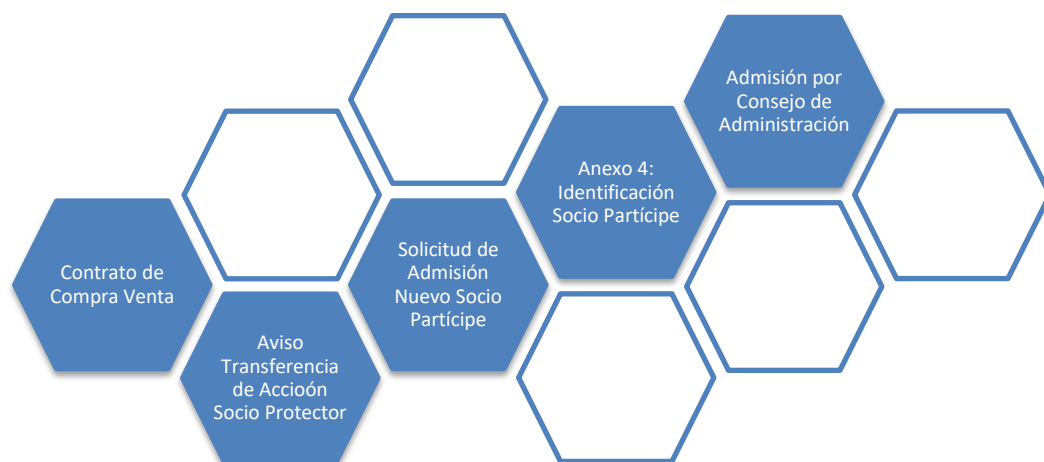 Contrato de
Compra Venta
Aviso
Transferencia
de Accioón
Socio Protector
Solicitud de
Admisión
Nuevo Socio
Partícipe
Anexo 4:
Identificación
Socio Partícipe
Admisión por
Consejo de
Administración